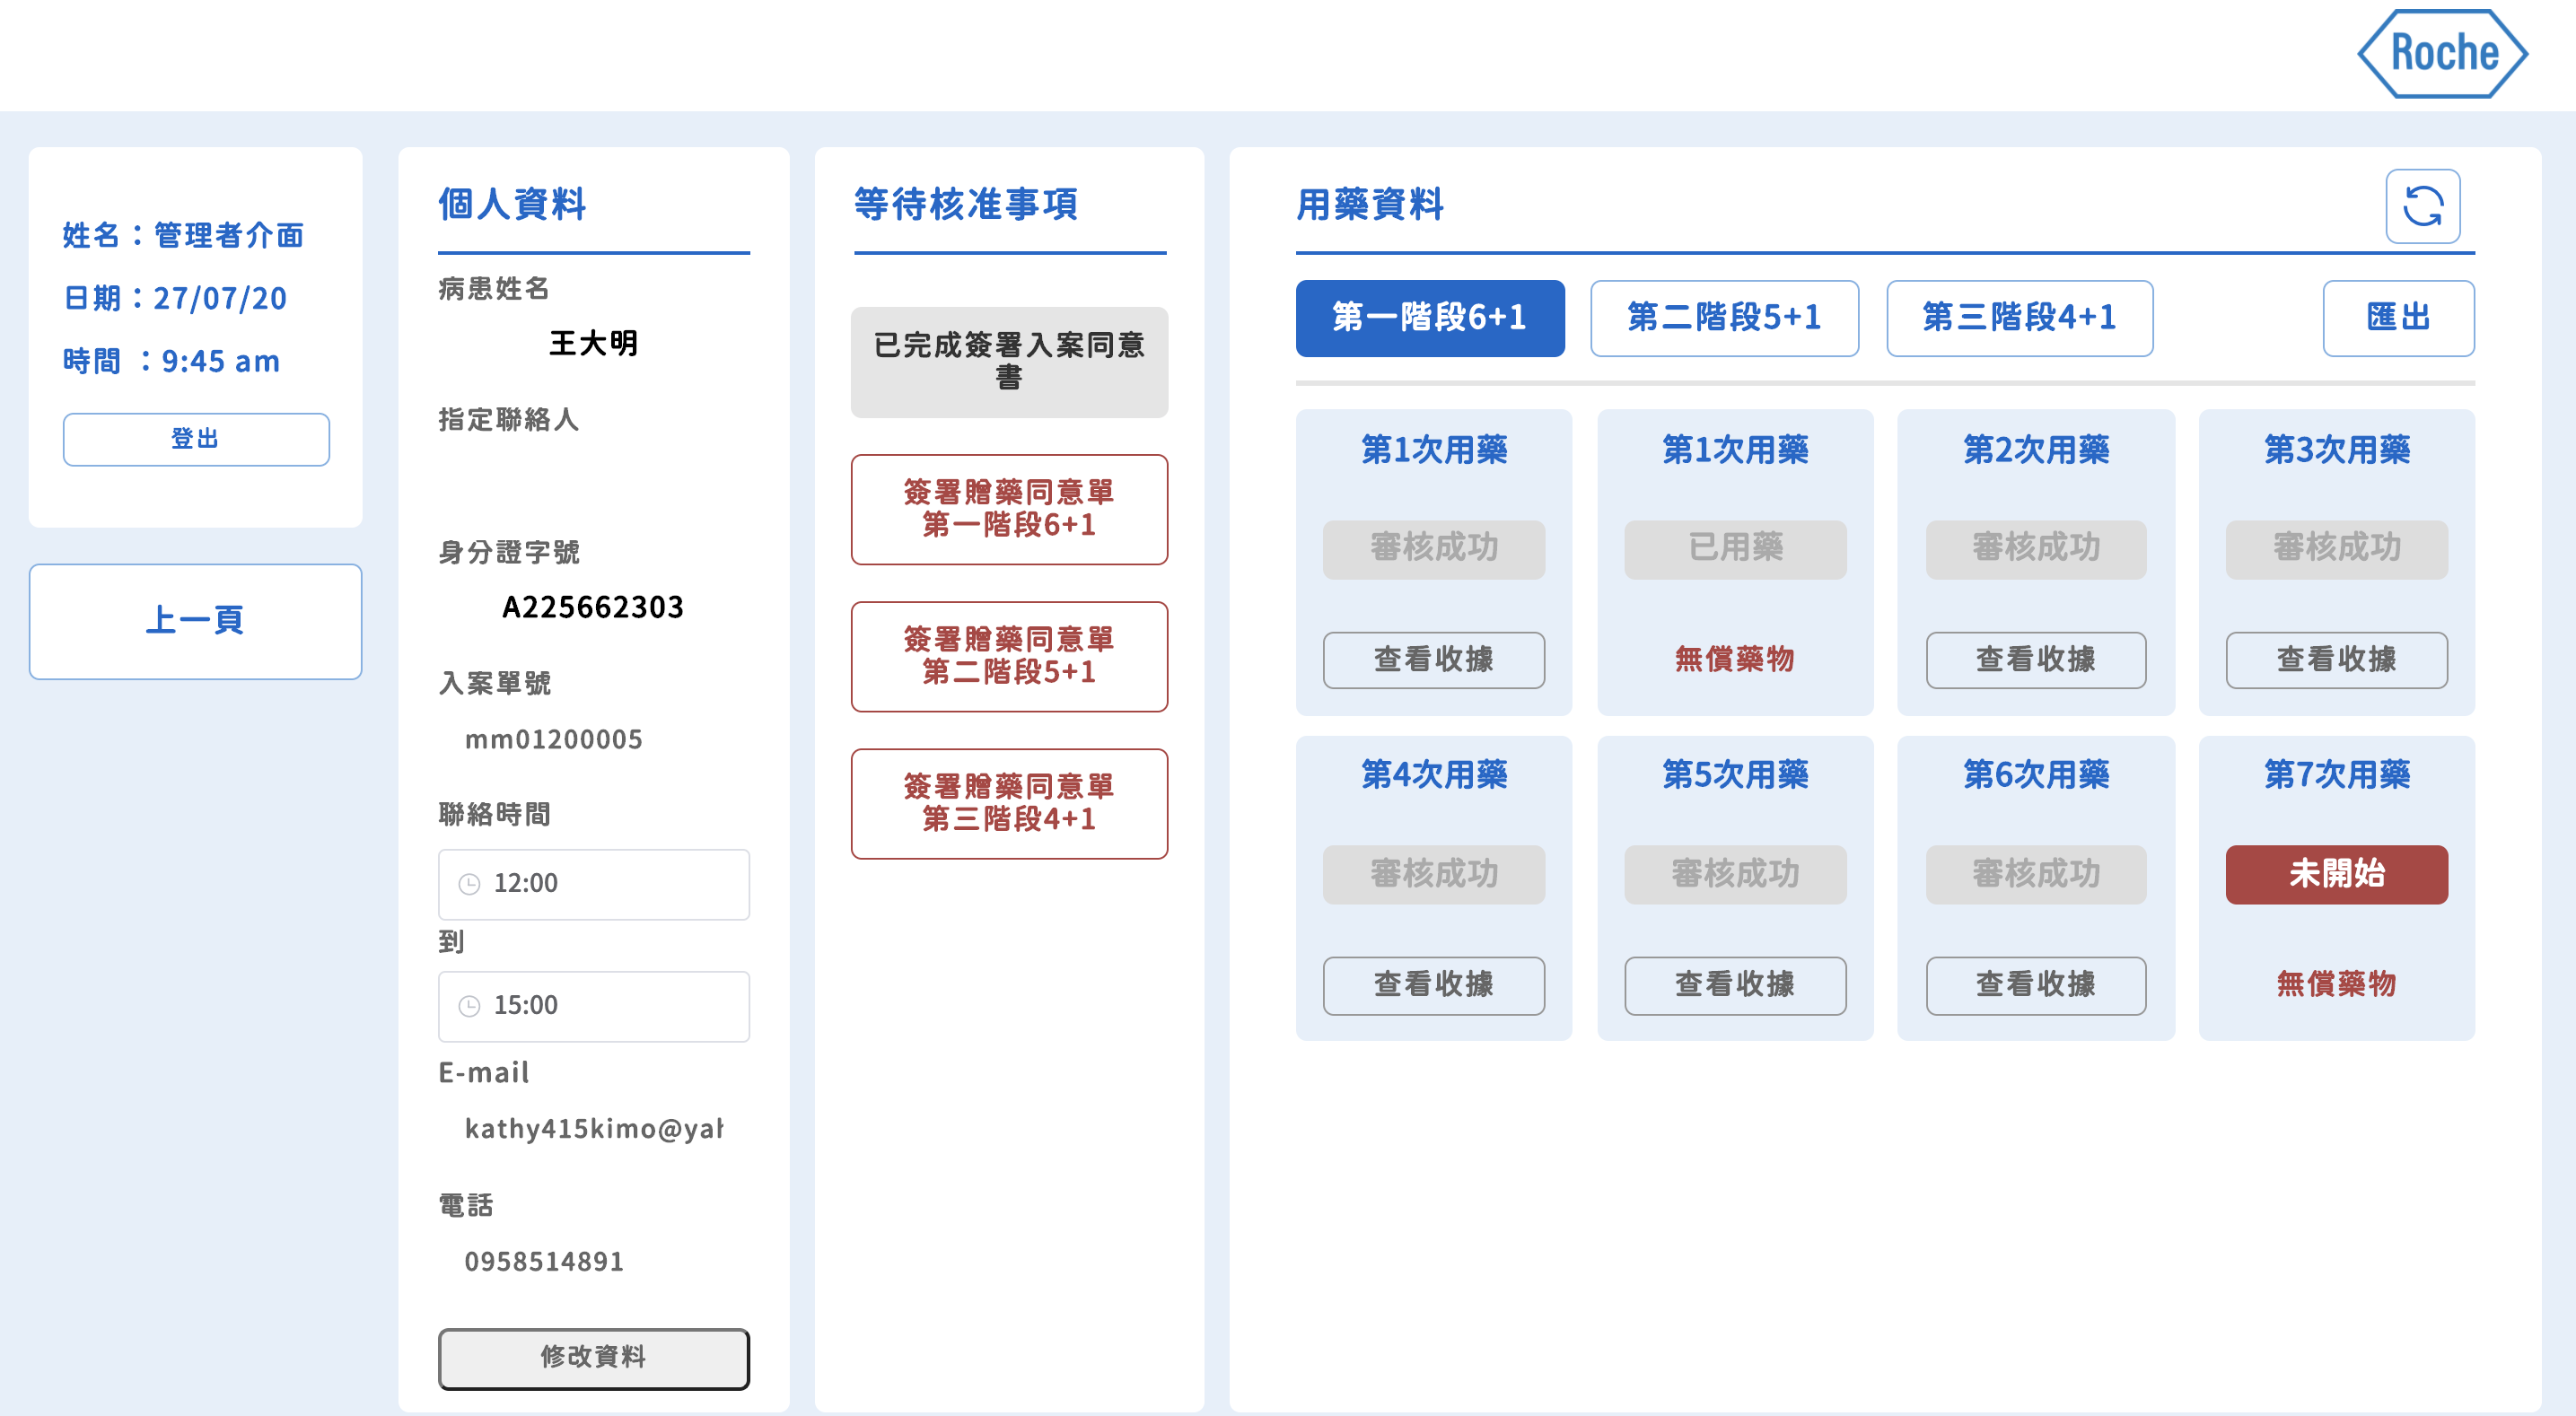 Roche
姓名：管理者介面
日期：27/07/20
時間 ：9:45 am
登出
上一頁
個人資料
病患姓名
王大明
指定聯絡人
身分證字號
A225662303
入案單號
mm01200005
聯絡時間
12:00
到
15:00
E-mail
kathy415kimo@yah
電話
0958514891
修改資料
等待核准事項
已完成簽署入案同意
書
簽署贈藥同意單
第一階段6+1
簽署贈藥同意單
第二階段5+1
簽署贈藥同意單
第三階段4+1
用藥資料
第一階段6+1
第二階段5+1
第三階段4+1
匯出
第1次用藥
審核成功
查看收據
第1次用藥
已用藥
無償藥物
第2次用藥
審核成功
查看收據
第3次用藥
審核成功
查看收據
第4次用藥
審核成功
查看收據
第5次用藥
審核成功
查看收據
第6次用藥
審核成功
查看收據
第7次用藥
未開始
無償藥物